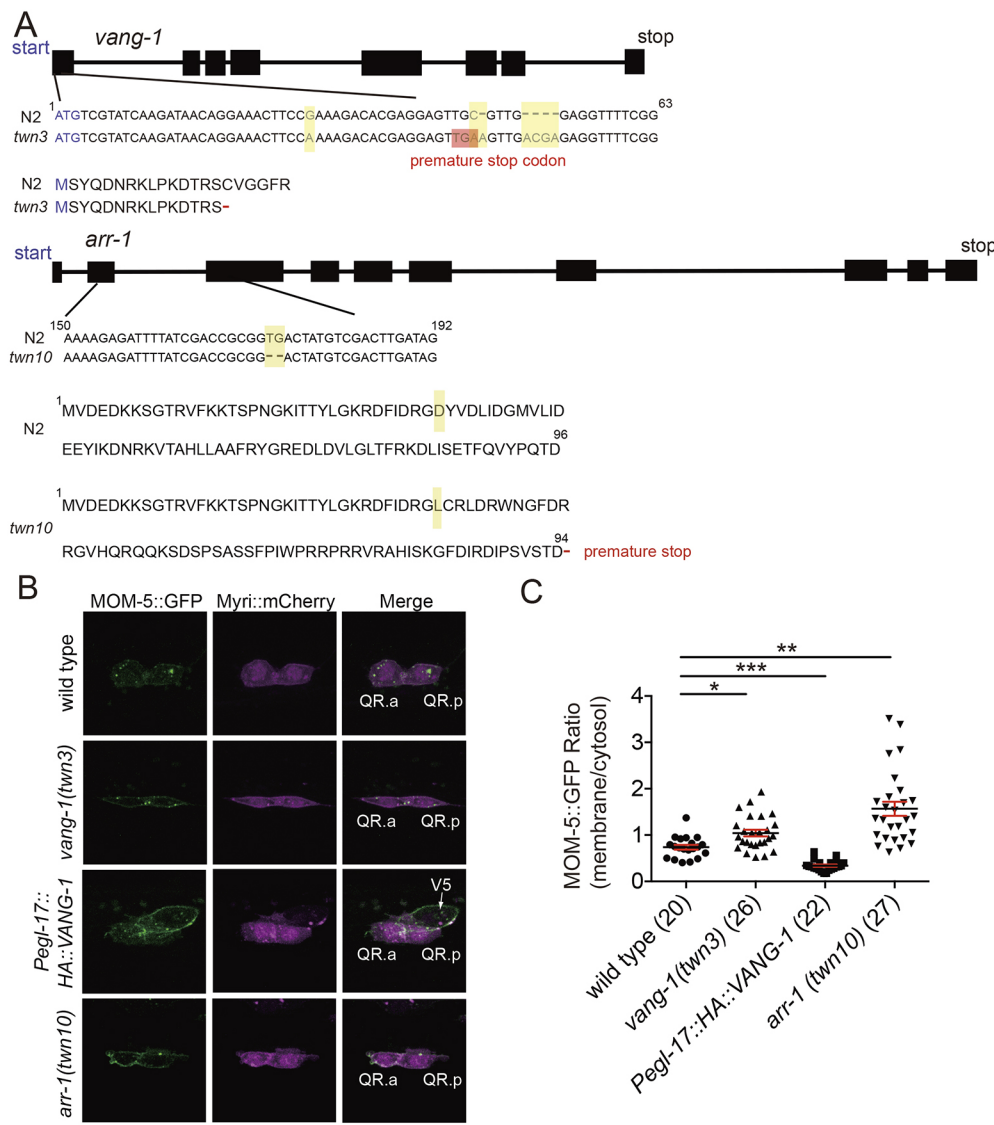 A
vang-1
start
stop
1
63
N2 ATGTCGTATCAAGATAACAGGAAACTTCCGAAAGACACGAGGAGTTGC-GTTG----GAGGTTTTCGG
twn3 ATGTCGTATCAAGATAACAGGAAACTTCCAAAAGACACGAGGAGTTGAAGTTGACGAGAGGTTTTCGG
premature stop codon
N2 MSYQDNRKLPKDTRSCVGGFR
twn3 MSYQDNRKLPKDTRS-
arr-1
start
stop
150
192
N2 AAAAGAGATTTTATCGACCGCGGTGACTATGTCGACTTGATAG
twn10 AAAAGAGATTTTATCGACCGCGG--ACTATGTCGACTTGATAG
1
MVDEDKKSGTRVFKKTSPNGKITTYLGKRDFIDRGDYVDLIDGMVLID
N2
96
EEYIKDNRKVTAHLLAAFRYGREDLDVLGLTFRKDLISETFQVYPQTD
1
MVDEDKKSGTRVFKKTSPNGKITTYLGKRDFIDRGLCRLDRWNGFDR
twn10
94
RGVHQRQQKSDSPSASSFPIWPRRPRRVRAHISKGFDIRDIPSVSTD- premature stop
B
MOM-5::GFP Myri::mCherry Merge
wild type
QR.a QR.p
vang-1(twn3)
QR.a QR.p
Pegl-17::
HA::VANG-1
V5
QR.a QR.p
arr-1(twn10)
QR.a QR.p
C
**
***
*
MOM-5::GFP Ratio
(membrane/cytosol)
4
3
2
1
0
wild type (20)
vang-1(twn3) (26)
Pegl-17::HA::VANG-1 (22)
arr-1 (twn10) (27)